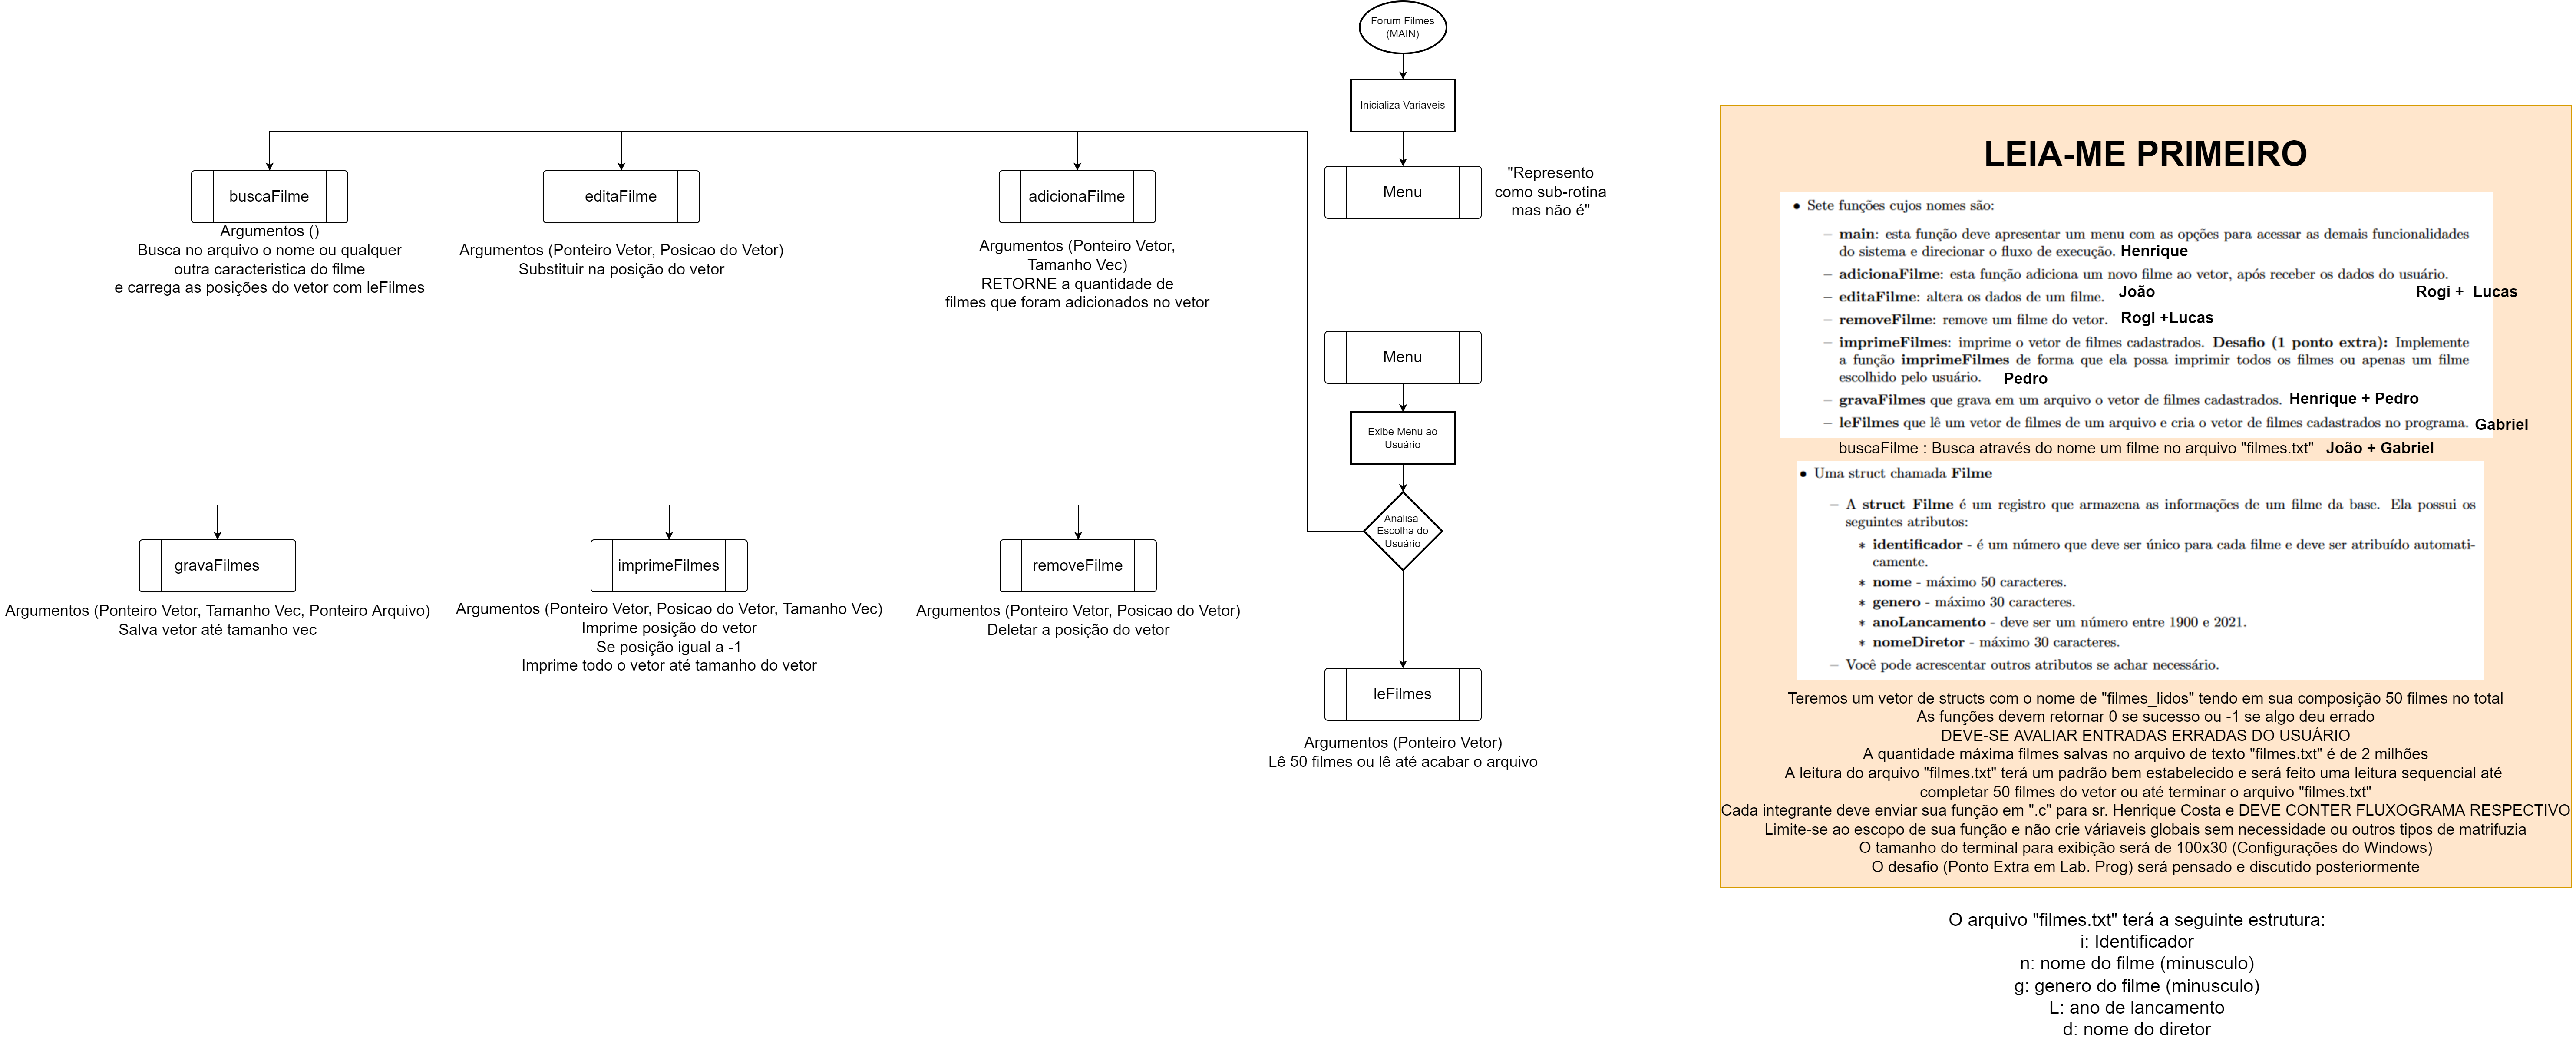 Forum Filmes
(MAIN)
Inicializa Variaveis
Menu
"Represento
como sub-rotina
mas não é"
buscaFilme
Argumentos ()
Busca no arquivo o nome ou qualquer
outra caracteristica do filme
e carrega as posições do vetor com leFilmes
editaFilme
Argumentos (Ponteiro Vetor, Posicao do Vetor)
Substituir na posição do vetor
adicionaFilme
Argumentos (Ponteiro Vetor,
Tamanho Vec)
RETORNE a quantidade de
filmes que foram adicionados no vetor
Menu
Exibe Menu ao
Usuário
Analisa
Escolha do
Usuário
gravaFilmes
Argumentos (Ponteiro Vetor, Tamanho Vec, Ponteiro Arquivo)
Salva vetor até tamanho vec
imprimeFilmes
Argumentos (Ponteiro Vetor, Posicao do Vetor, Tamanho Vec)
Imprime posição do vetor
Se posição igual a -1
Imprime todo o vetor até tamanho do vetor
removeFilme
Argumentos (Ponteiro Vetor, Posicao do Vetor)
Deletar a posição do vetor
leFilmes
Argumentos (Ponteiro Vetor)
Lê 50 filmes ou lê até acabar o arquivo
LEIA-ME PRIMEIRO
• Sete funções cujos nomes são:
– main: esta função deve apresentar um menu com as opções para acessar as demais funcionalidades
do sistema e direcionar o fluxo de execução. Henrique
– adicionaFilme: esta função adiciona um novo filme ao vetor, após receber os dados do usuário.
Rogi + Lucas
– editaFilme: altera os dados de um filme. João
– removeFilme: remove um filme do vetor. Rogi +Lucas
– imprimeFilmes: imprime o vetor de filmes cadastrados. Desafio (1 ponto extra): Implemente
a função imprimeFilmes de forma que ela possa imprimir todos os filmes ou apenas um filme
escolhido pelo usuário. Pedro
– gravaFilmes que grava em um arquivo o vetor de filmes cadastrados. Henrique + Pedro
– leFilmes que lê um vetor de filmes de um arquivo e cria o vetor de filmes cadastrados no programa. Gabriel
buscaFilme : Busca através do nome um filme no arquivo "filmes.txt" João + Gabriel
• Uma struct chamada Filme
– A struct Filme é um registro que armazena as informações de um filme da base. Ela possui os
seguintes atributos:
* identificador - é um número que deve ser único para cada filme e deve ser atribuído automati-
camente.
* nome - máximo 50 caracteres.
* genero - máximo 30 caracteres.
* anoLancamento - deve ser um número entre 1900 e 2021.
* nomeDiretor - máximo 30 caracteres.
– Você pode acrescentar outros atributos se achar necessário.
Teremos um vetor de structs com o nome de "filmes_lidos" tendo em sua composição 50 filmes no total
As funções devem retornar 0 se sucesso ou -1 se algo deu errado
DEVE-SE AVALIAR ENTRADAS ERRADAS DO USUÁRIO
A quantidade máxima filmes salvas no arquivo de texto "filmes.txt" é de 2 milhões
A leitura do arquivo "filmes.txt" terá um padrão bem estabelecido e será feito uma leitura sequencial até
completar 50 filmes do vetor ou até terminar o arquivo "filmes.txt"
Cada integrante deve enviar sua função em ".c" para sr. Henrique Costa e DEVE CONTER FLUXOGRAMA RESPECTIVO
Limite-se ao escopo de sua função e não crie váriaveis globais sem necessidade ou outros tipos de matrifuzia
O tamanho do terminal para exibição será de 100x30 (Configurações do Windows)
O desafio (Ponto Extra em Lab. Prog) será pensado e discutido posteriormente
O arquivo "filmes.txt" terá a seguinte estrutura:
i: Identificador
n: nome do filme (minusculo)
g: genero do filme (minusculo)
L: ano de lancamento
d: nome do diretor